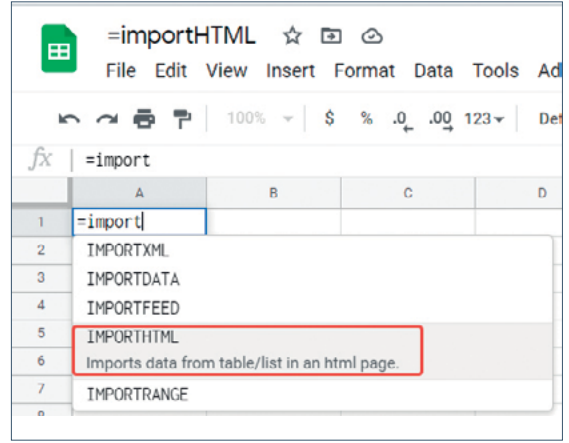 =importHTML
File Edit View Insert Format Data Tools Ad
100% $ % .0 .00 123 Def
fx =import
A B C D
1 =import
2 IMPORTXML
3 IMPORTDATA
4 IMPORTFEED
5 IMPORTHTML
6 Imports data from table/list in an html page.
7 IMPORTRANGE
8